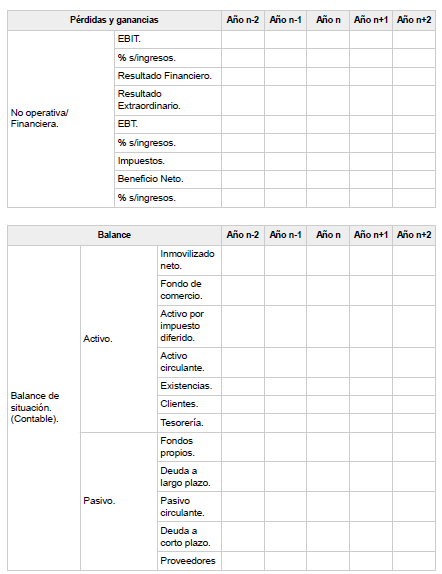 Pérdidas y ganancias Año n-2 Año n-1 Año n Año n+1 Año n+2
No operativa/
Financiera.
EBIT.
% s/ingresos.
Resultado Financiero.
Resultado
Extraordinario.
EBT.
% s/ingresos.
Impuestos.
Beneficio Neto.
% s/ingresos.
Balance Año n-2 Año n-1 Año n Año n+1 Año n+2
Balance de
situación.
(Contable).
Activo.
Inmovilizado
neto.
Fondo de
comercio.
Activo por
impuesto
diferido.
Activo
circulante.
Existencias.
Clientes.
Tesorería.
Pasivo.
Fondos
propios.
Deuda a
largo plazo.
Pasivo
circulante.
Deuda a
corto plazo.
Proveedores